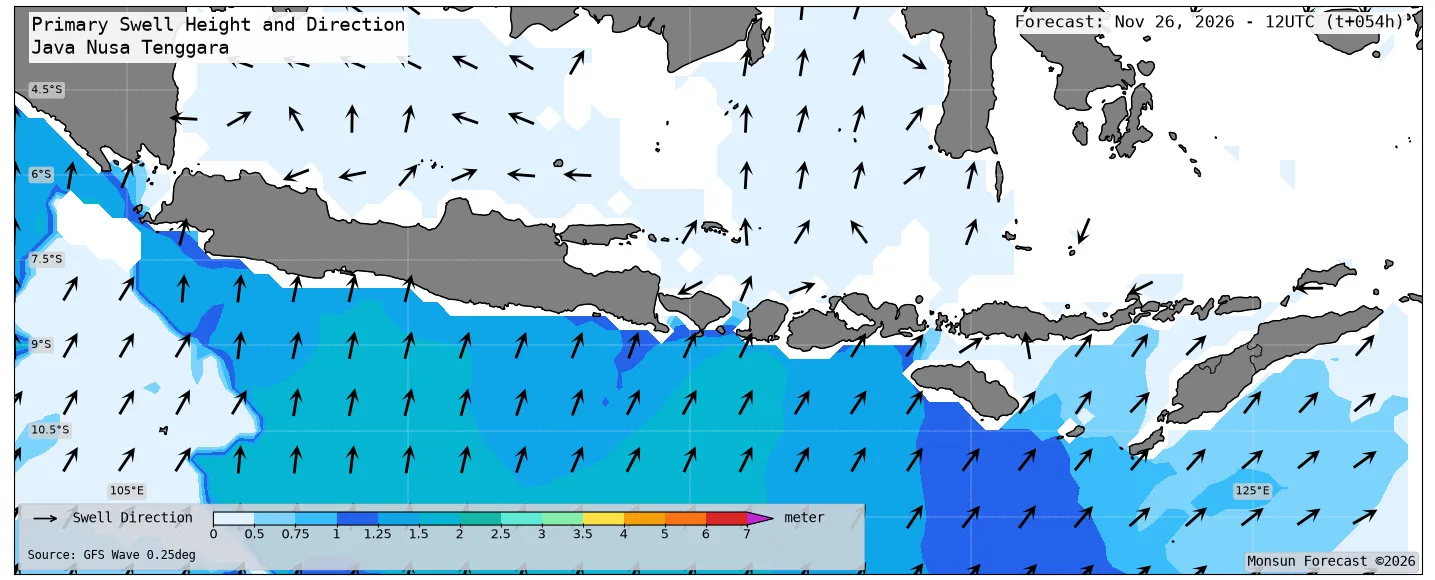 Primary Swell Height and Direction
Java Nusa Tenggara
Forecast: Nov 26, 2026 - 12UTC (t+054h)
4.5°S
6°S
7.5°S
9°S
10.5°S
105°E
125°E
Swell Direction
0 0.5 0.75 1 1.25 1.5 2 2.5 3 3.5 4 5 6 7
meter
Source: GFS Wave 0.25deg
Monsun Forecast ©2026